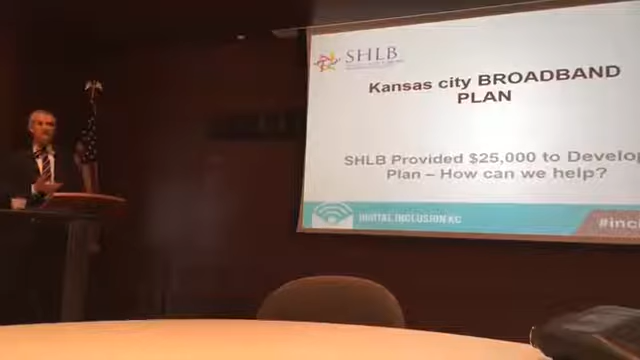 SHLB
Kansas city BROADBAND
PLAN
SHLB Provided $25,000 to Develop
Plan – How can we help?
DIGITAL INCLUSION KC
#incl